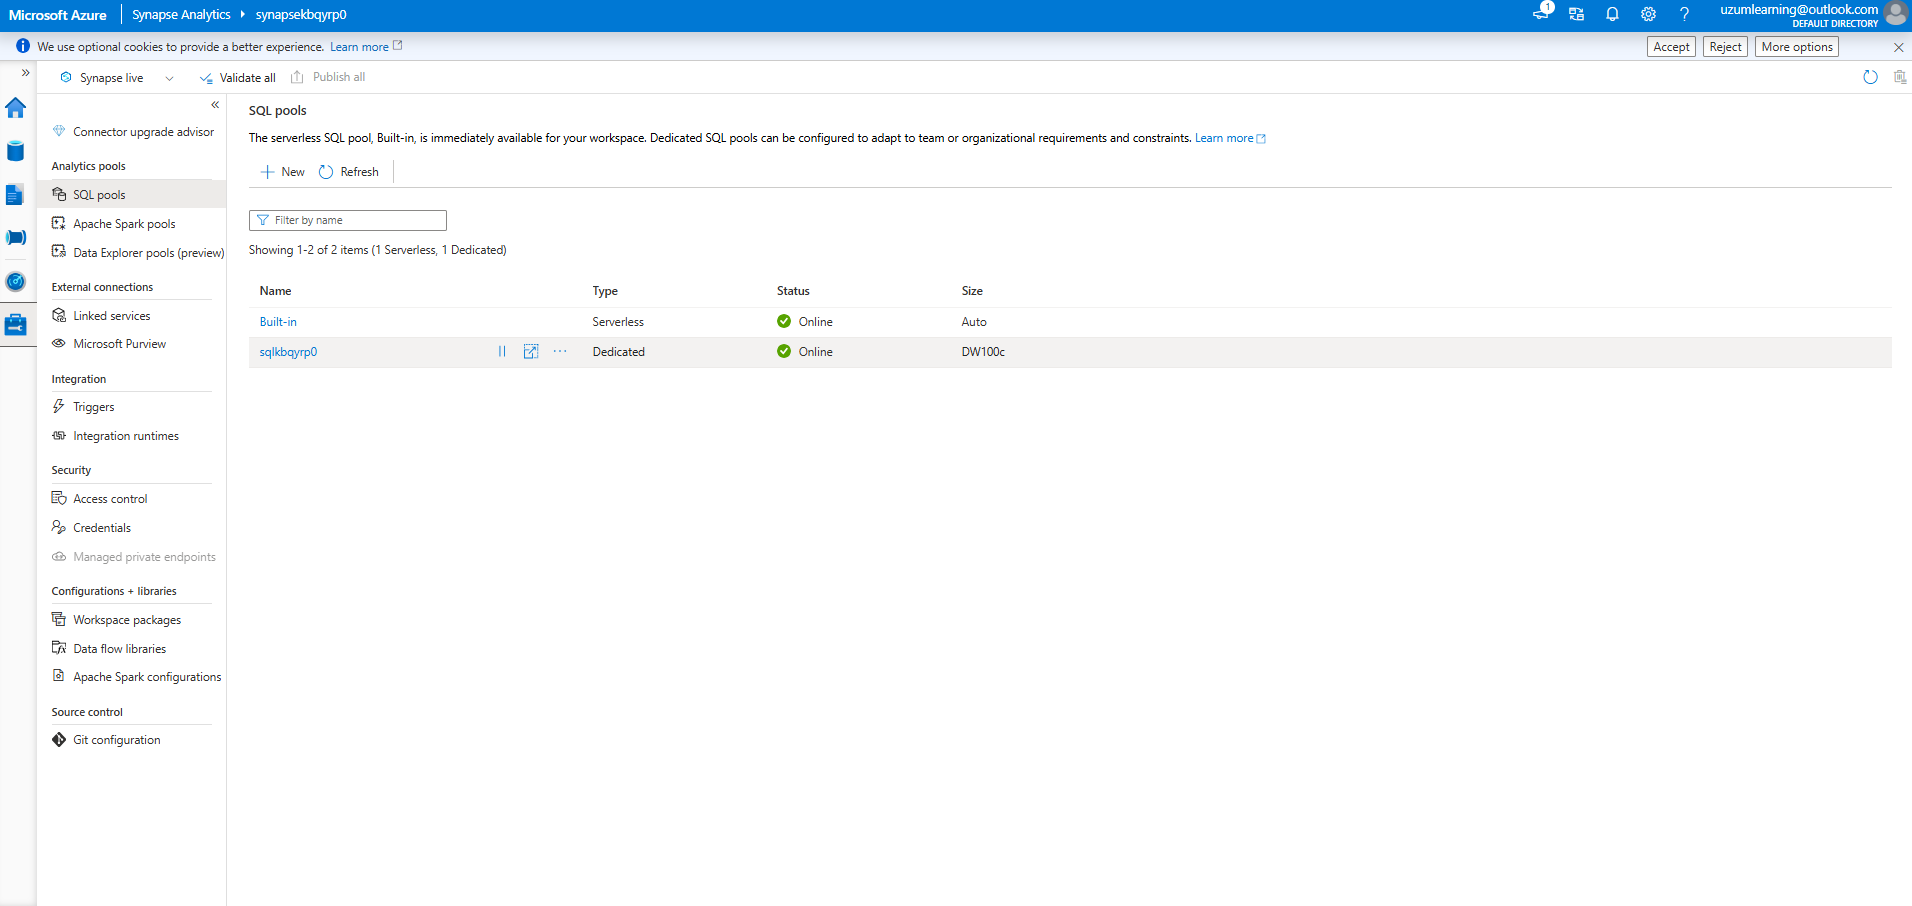 Microsoft Azure
Synapse Analytics
synapsekbqyrp0
1
uzumlearning@outlook.com
DEFAULT DIRECTORY
We use optional cookies to provide a better experience. Learn more
Accept
Reject
More options
Synapse live
Validate all
Publish all
Connector upgrade advisor
Analytics pools
SQL pools
Apache Spark pools
Data Explorer pools (preview)
External connections
Linked services
Microsoft Purview
Integration
Triggers
Integration runtimes
Security
Access control
Credentials
Managed private endpoints
Configurations + libraries
Workspace packages
Data flow libraries
Apache Spark configurations
Source control
Git configuration
SQL pools
The serverless SQL pool, Built-in, is immediately available for your workspace. Dedicated SQL pools can be configured to adapt to team or organizational requirements and constraints. Learn more
New
Refresh
Filter by name
Showing 1-2 of 2 items (1 Serverless, 1 Dedicated)
Name Type Status Size
Built-in Serverless Online Auto
sqlkbqyrp0 Dedicated Online DW100c